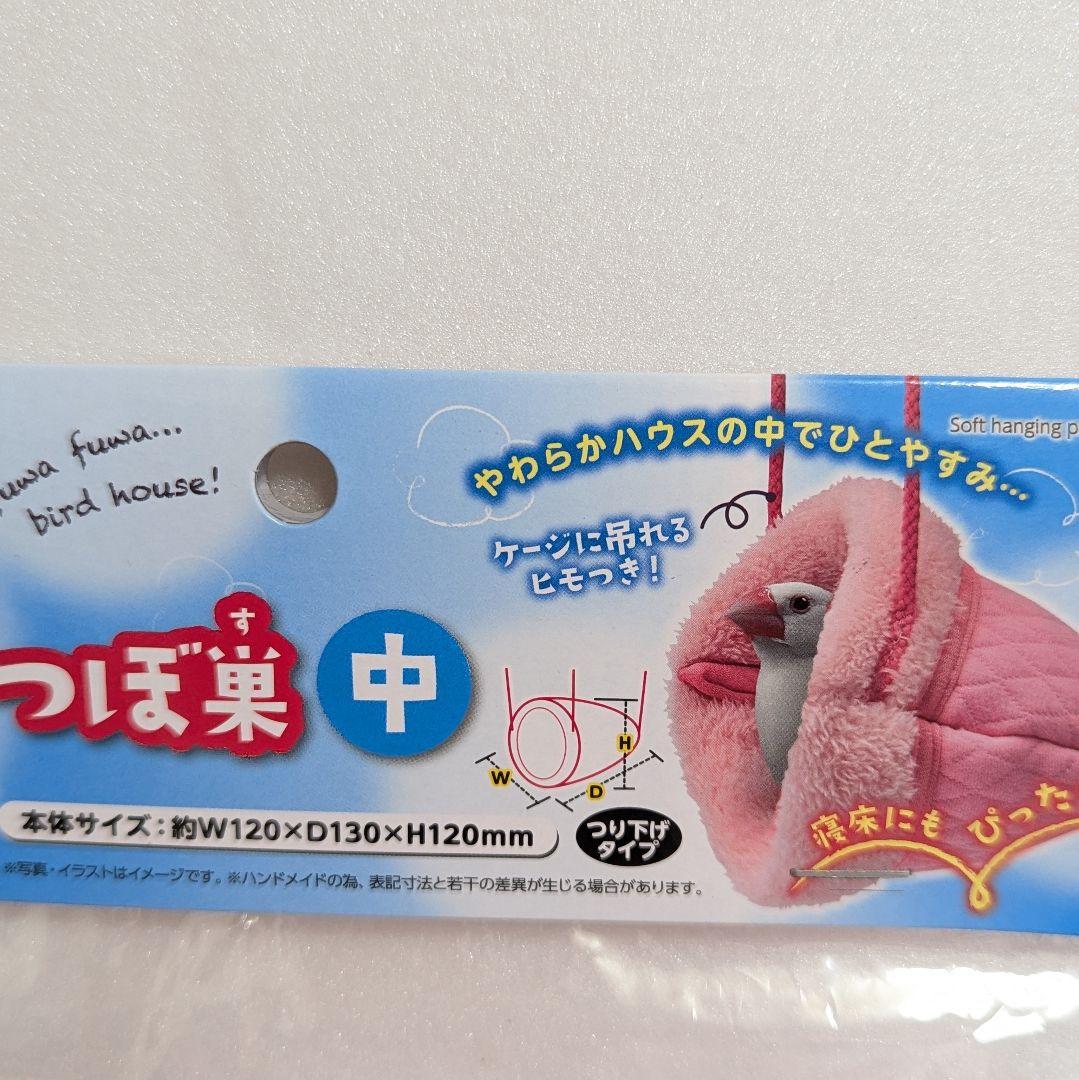 fuwa...
bird house!
やわらかハウスの中でひとやすみ...
Soft hanging
ケージに吊れる
ヒモつき!
す
つぼ巣 中
W
D
H
本体サイズ:約W120×D130×H120mm
つり下げ
タイプ
寝床にも ぴった
※写真・イラストはイメージです。※ハンドメイドの為、表記寸法と若干の差異が生じる場合があります。